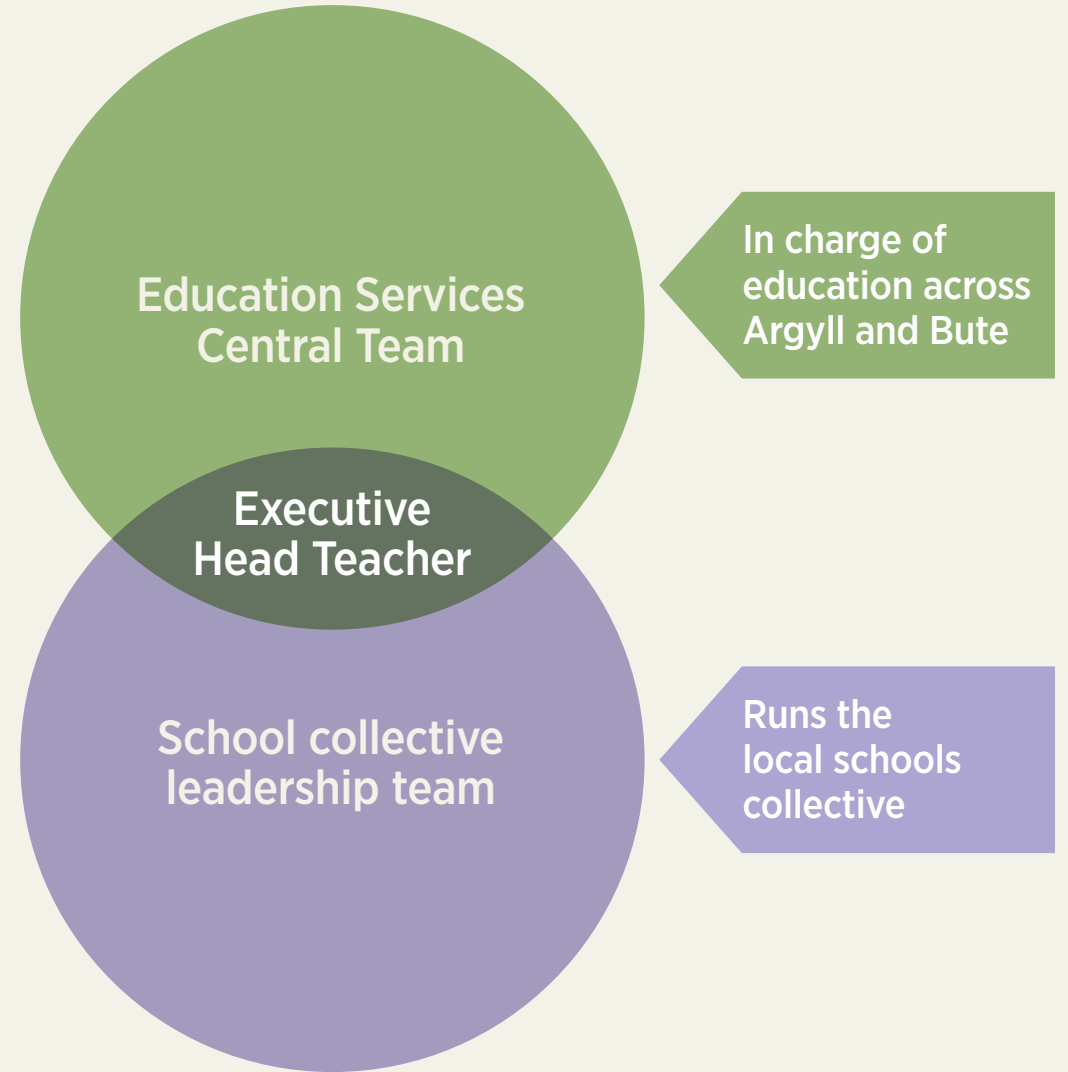 Education Services
Central Team
In charge of
education across
Argyll and Bute
Executive
Head Teacher
School collective
leadership team
Runs the
local schools
collective